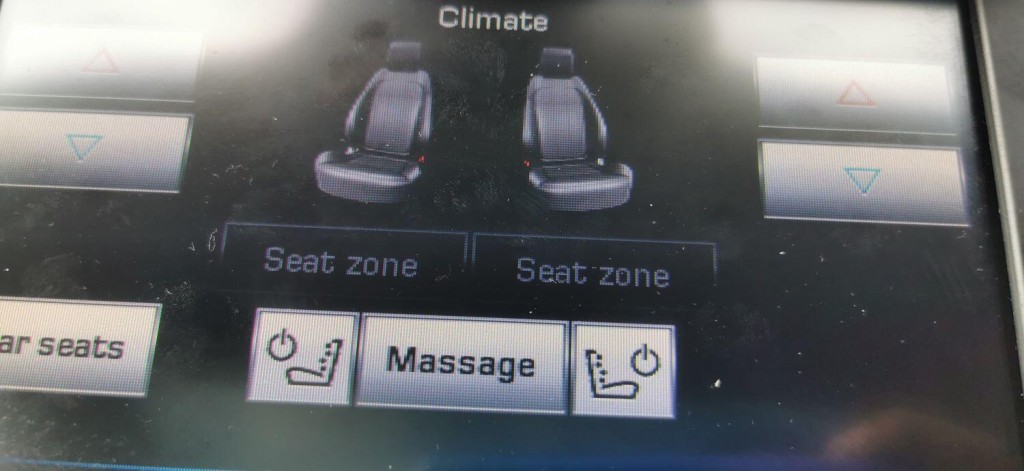 Climate
Seat zone
Seat zone
ar seats
Massage